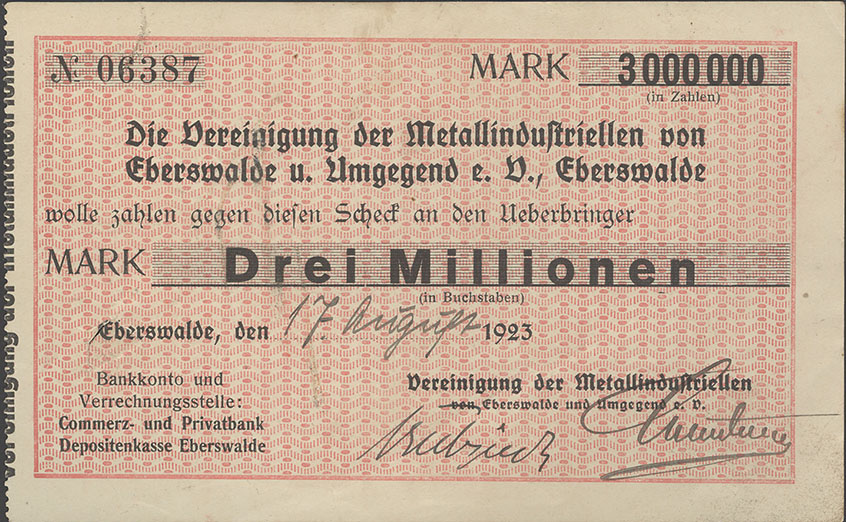 № 06387 MARK 3000000
(in Zahlen)
Die Vereinigung der Metallindustriellen von
Eberswalde u. Umgegend e. V., Eberswalde
wolle zahlen gegen diesen Scheck an den Ueberbringer
MARK Drei Millionen
(in Buchstaben)
Eberswalde, den 17. August 1923
Bankkonto und
Verrechnungsstelle:
Commerz- und Privatbank
Depositenkasse Eberswalde
Vereinigung der Metallindustriellen
von Eberswalde und Umgegend e. V.